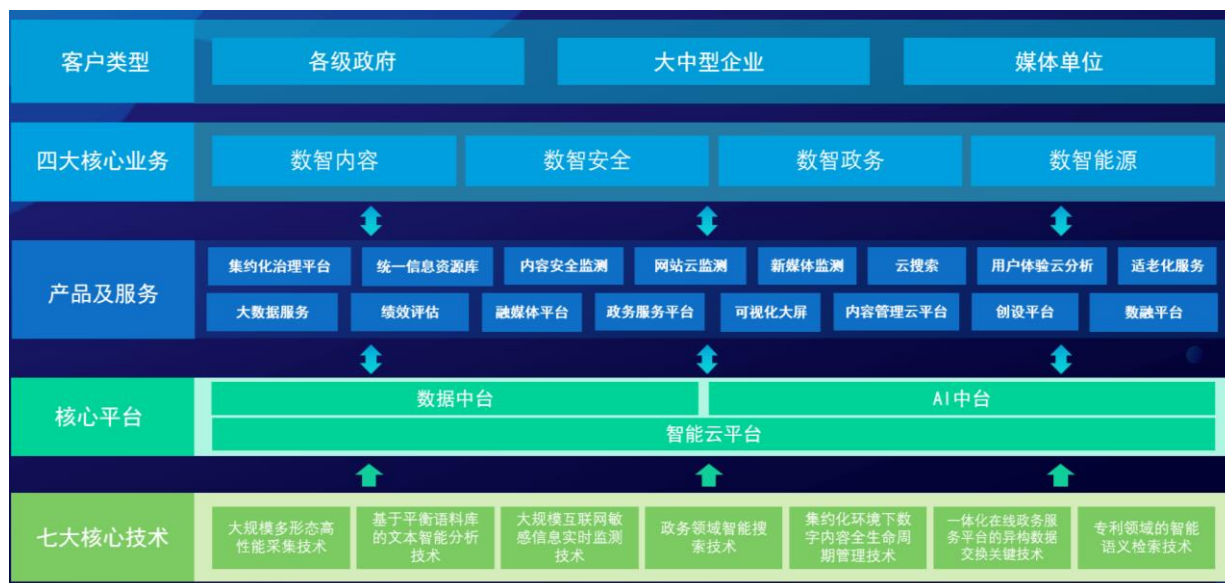 客户类型
各级政府
大中型企业
媒体单位
四大核心业务
数智内容
数智安全
数智政务
数智能源
产品及服务
集约化治理平台
统一信息资源库
内容安全监测
网站云监测
新媒体监测
云搜索
用户体验云分析
适老化服务
大数据服务
绩效评估
融媒体平台
政务服务平台
可视化大屏
内容管理云平台
创设平台
数融平台
核心平台
数据中台
AI中台
智能云平台
七大核心技术
大规模多形态高
性能采集技术
基于平衡语料库
的文本智能分析
技术
大规模互联网敏
感信息实时监测
技术
政务领域智能搜
索技术
集约化环境下数
字内容全生命周
期管理技术
一体化在线政务服
务平台的异构数据
交换关键技术
专利领域的智能
语义检索技术